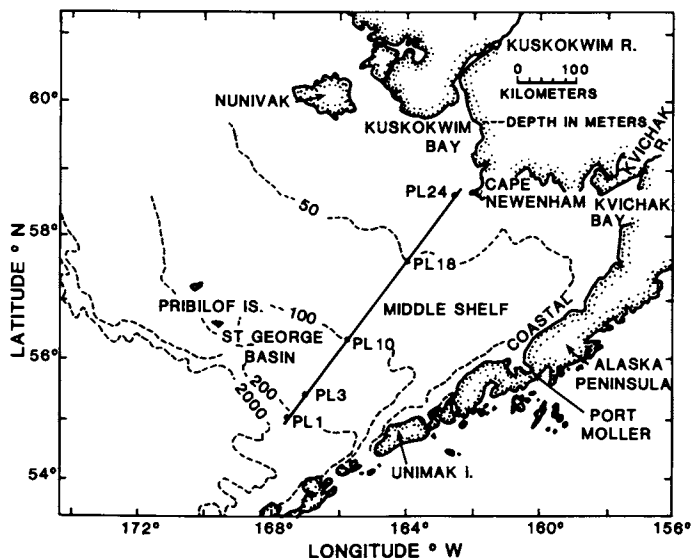 KUSKOKWIM R.
0 100
KILOMETERS
60°
NUNIVAK
KUSKOKWIM
BAY
DEPTH IN METERS
KVICHAK
R.
PL24
CAPE
NEWENHAM
KVICHAK
BAY
50
58°
PL18
LATITUDE ° N
PRIBILOF IS.
100
MIDDLE SHELF
COASTAL
ST GEORGE
BASIN
PL10
56°
200
2000
PL3
PL1
ALASKA
PENINSULA
PORT
MOLLER
54°
UNIMAK I.
172° 168° 164° 160° 156°
LONGITUDE ° W